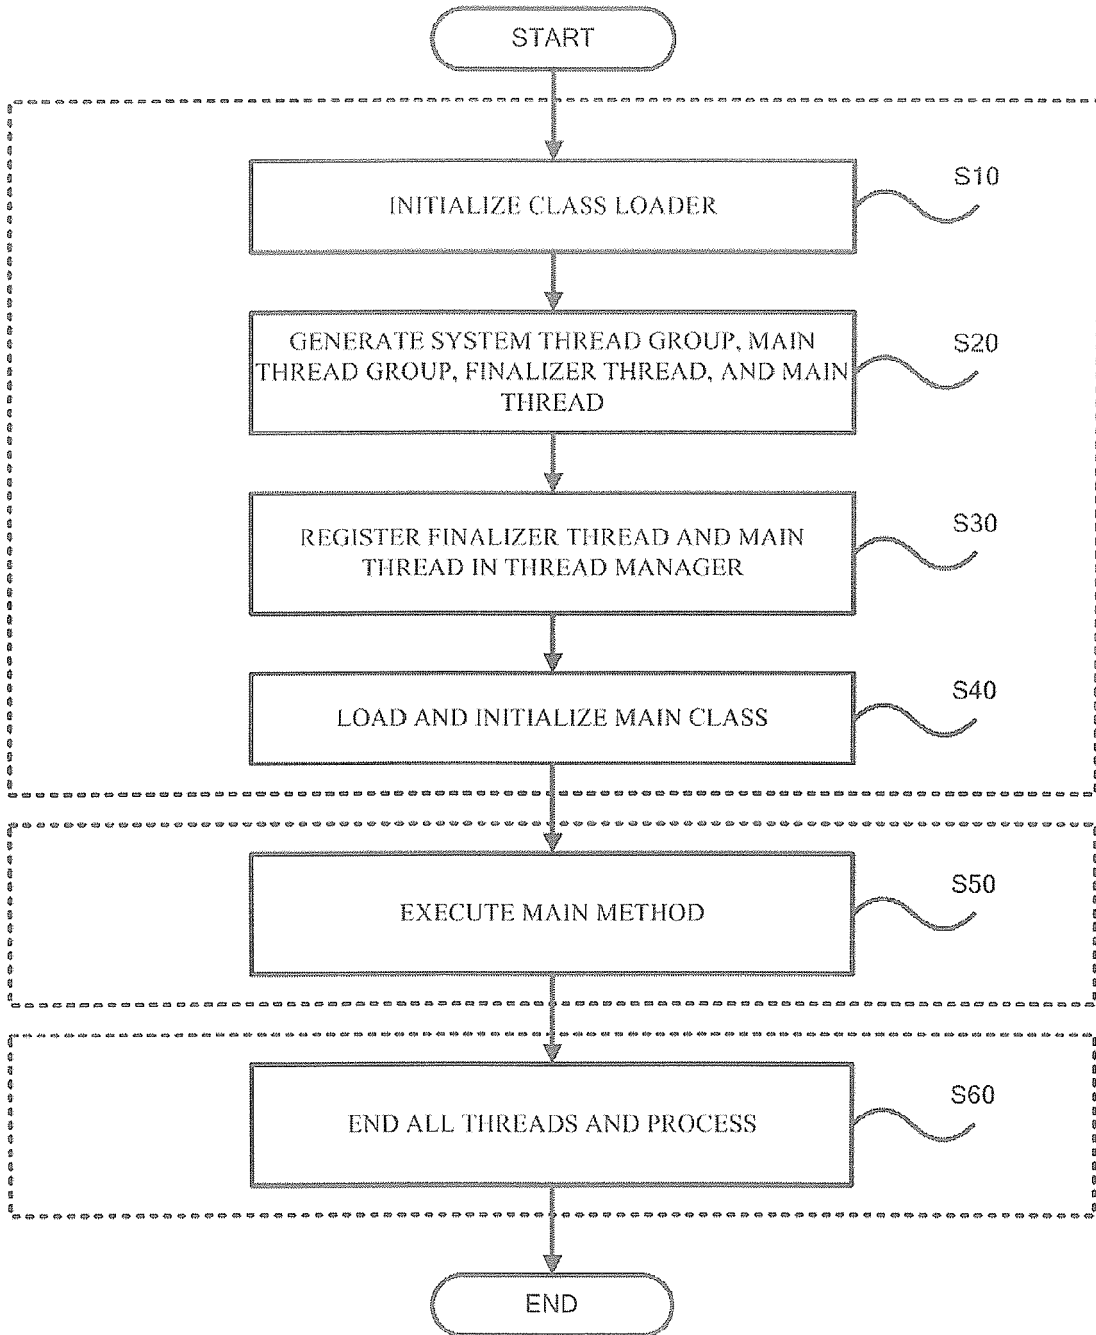 START
INITIALIZE CLASS LOADER
S10
GENERATE SYSTEM THREAD GROUP, MAIN
THREAD GROUP, FINALIZER THREAD, AND MAIN
THREAD
S20
REGISTER FINALIZER THREAD AND MAIN
THREAD IN THREAD MANAGER
S30
LOAD AND INITIALIZE MAIN CLASS
S40
EXECUTE MAIN METHOD
S50
END ALL THREADS AND PROCESS
S60
END